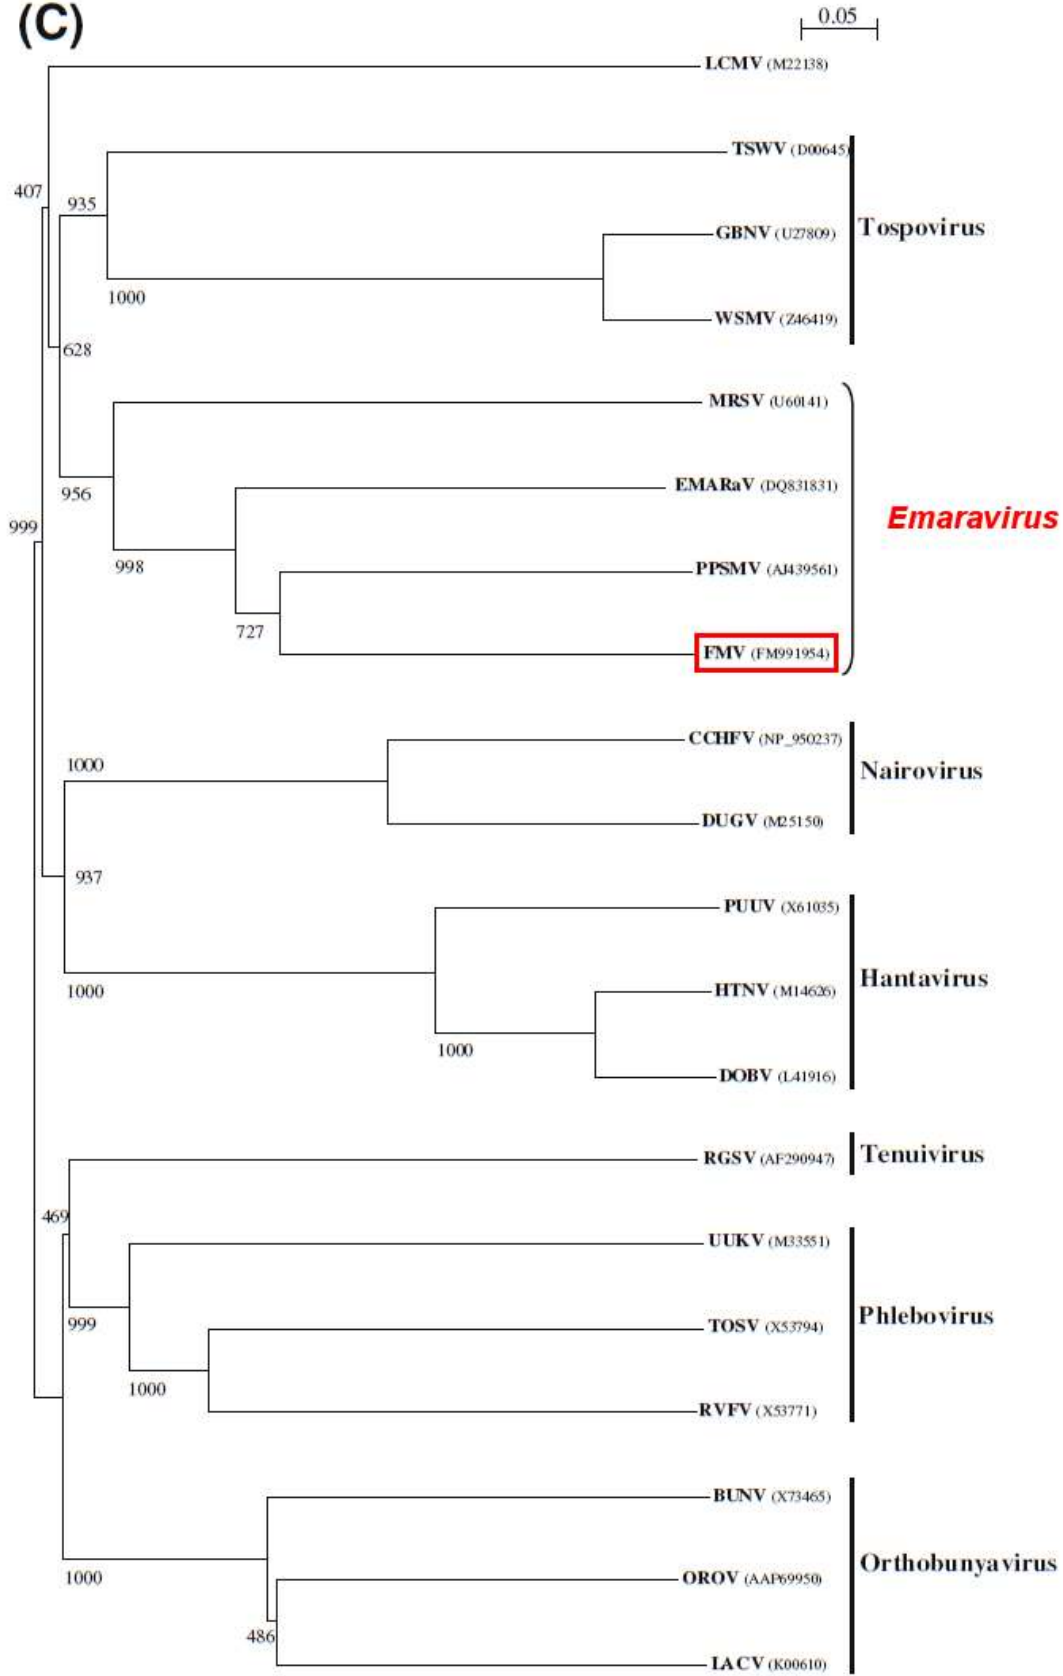 (C)
0.05
LCMV (M22138)
TSWV (D00645)
407
935
GBNV (U27809)
Tospovirus
1000
WSMV (Z46419)
628
MRSV (U60141)
EMARaV (DQ831831)
956
Emaravirus
999
998
PPSMV (AJ439561)
727
FMV (FM991954)
CCHFV (NP_950237)
1000
Nairovirus
DUGV (M25150)
937
PUUV (X61035)
Hantavirus
1000
HTNV (M14626)
1000
DOBV (L41916)
RGSV (AF290947)
Tenuivirus
469
UUKV (M33551)
999
Phlebovirus
TOSV (X53794)
1000
RVFV (X53771)
BUNV (X73465)
Orthobunyavirus
1000
OROV (AAP69950)
486
LACV (K00610)